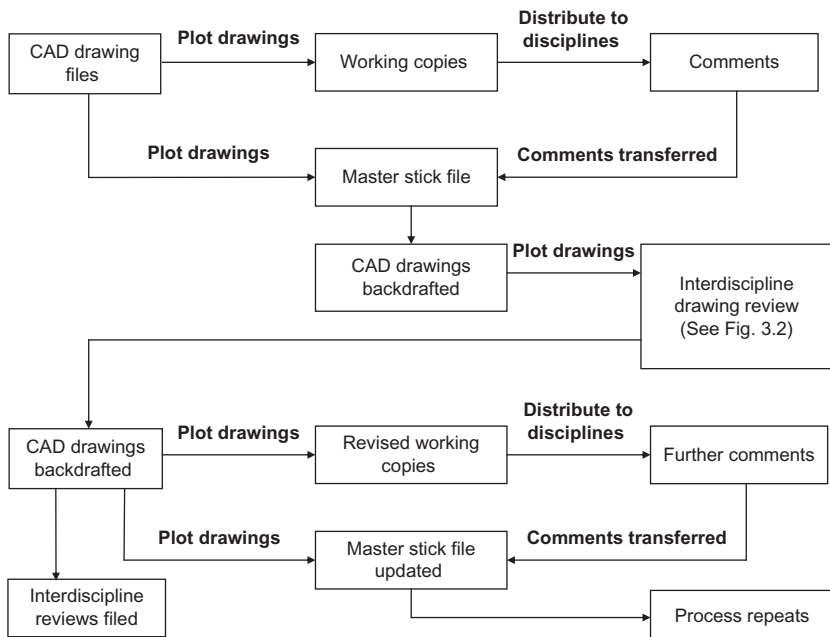 Plot drawings
Distribute to
disciplines
CAD drawing
files
Working copies
Comments
Plot drawings
Comments transferred
Master stick file
CAD drawings
backdrafted
Plot drawings
Interdiscipline
drawing review
(See Fig. 3.2)
Distribute to
disciplines
Plot drawings
CAD drawings
backdrafted
Revised working
copies
Further comments
Plot drawings
Comments transferred
Master stick file
updated
Interdiscipline
reviews filed
Process repeats